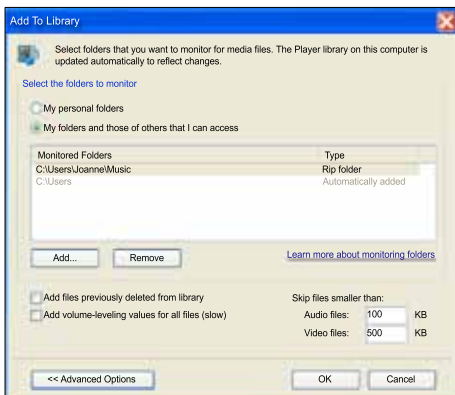 Add To Library
Select folders that you want to monitor for media files. The Player library on this computer is
updated automatically to reflect changes.
Select the folders to monitor
My personal folders
My folders and those of others that I can access
Monitored Folders Type
C:\Users\Joanne\Music Rip folder
C:\Users Automatically added
Add... Remove Learn more about monitoring folders
Add files previously deleted from library Skip files smaller than:
Add volume-leveling values for all files (slow) Audio files: 100 KB
Video files: 500 KB
<< Advanced Options OK Cancel